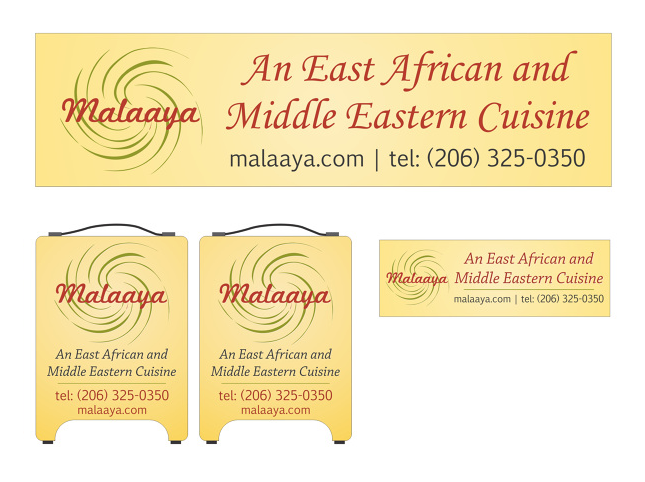 Malaaya
An East African and
Middle Eastern Cuisine
malaaya.com | tel: (206) 325-0350
Malaaya
An East African and
Middle Eastern Cuisine
tel: (206) 325-0350
malaaya.com
Malaaya
An East African and
Middle Eastern Cuisine
tel: (206) 325-0350
malaaya.com
Malaaya
An East African and
Middle Eastern Cuisine
malaaya.com | tel: (206) 325-0350